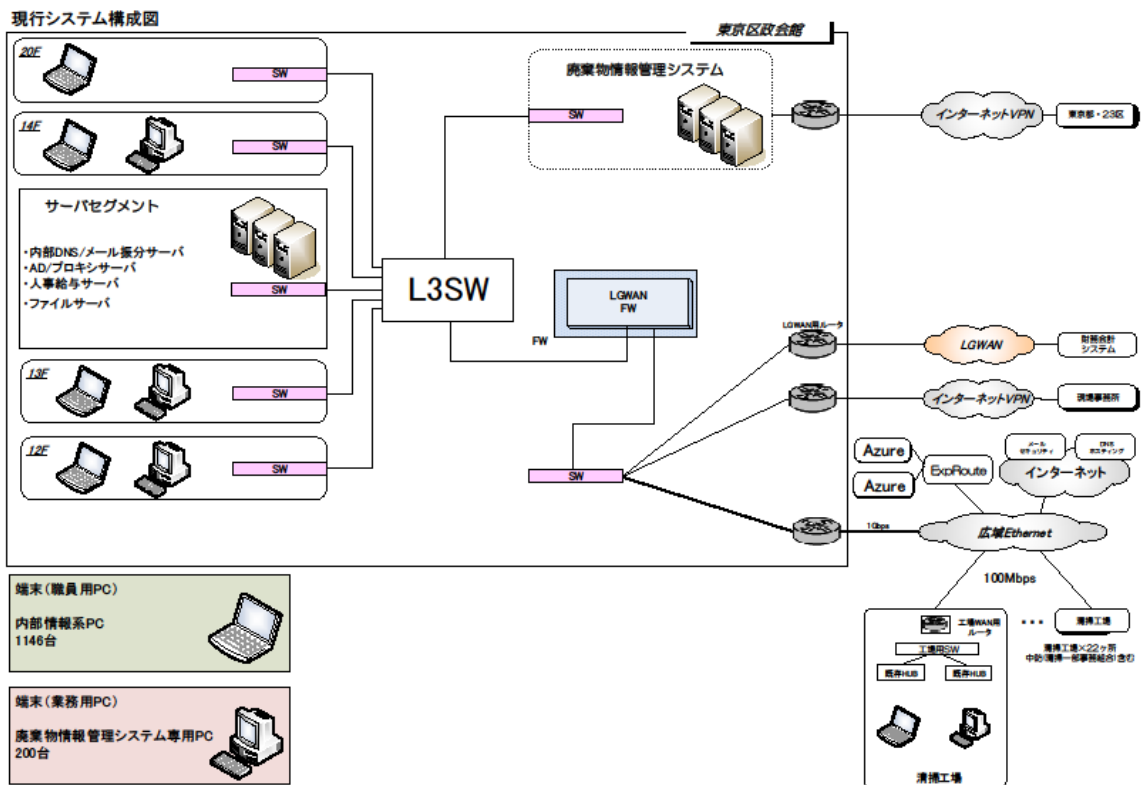 現行システム構成図
東京区政会館
20F
SW
14F
SW
サーバセグメント
・内部DNS/メール振分サーバ
・AD/プロキシサーバ
・人事給与サーバ
・ファイルサーバ
SW
13F
SW
12F
SW
L3SW
廃棄物情報管理システム
SW
インターネットVPN
東京都・23区
LGWAN
FW
FW
LGWAN用ルータ
LGWAN
財務会計
システム
インターネットVPN
現場事務所
SW
Azure
Azure
ExpRoute
メール
セキュリティ
DNS
ホスティング
インターネット
1Gbps
広域Ethernet
100Mbps
工場WAN用
ルータ
工場用SW
既存HUB
既存HUB
清掃工場
・・・
清掃工場
清掃工場×22ヶ所
中防(清掃一部事務組合)含む
端末(職員用PC)
内部情報系PC
1146台
端末(業務用PC)
廃棄物情報管理システム専用PC
200台